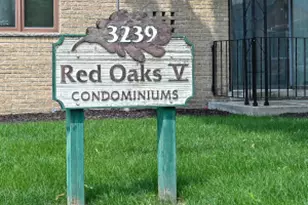 3239
Red Oaks V
CONDOMINIUMS